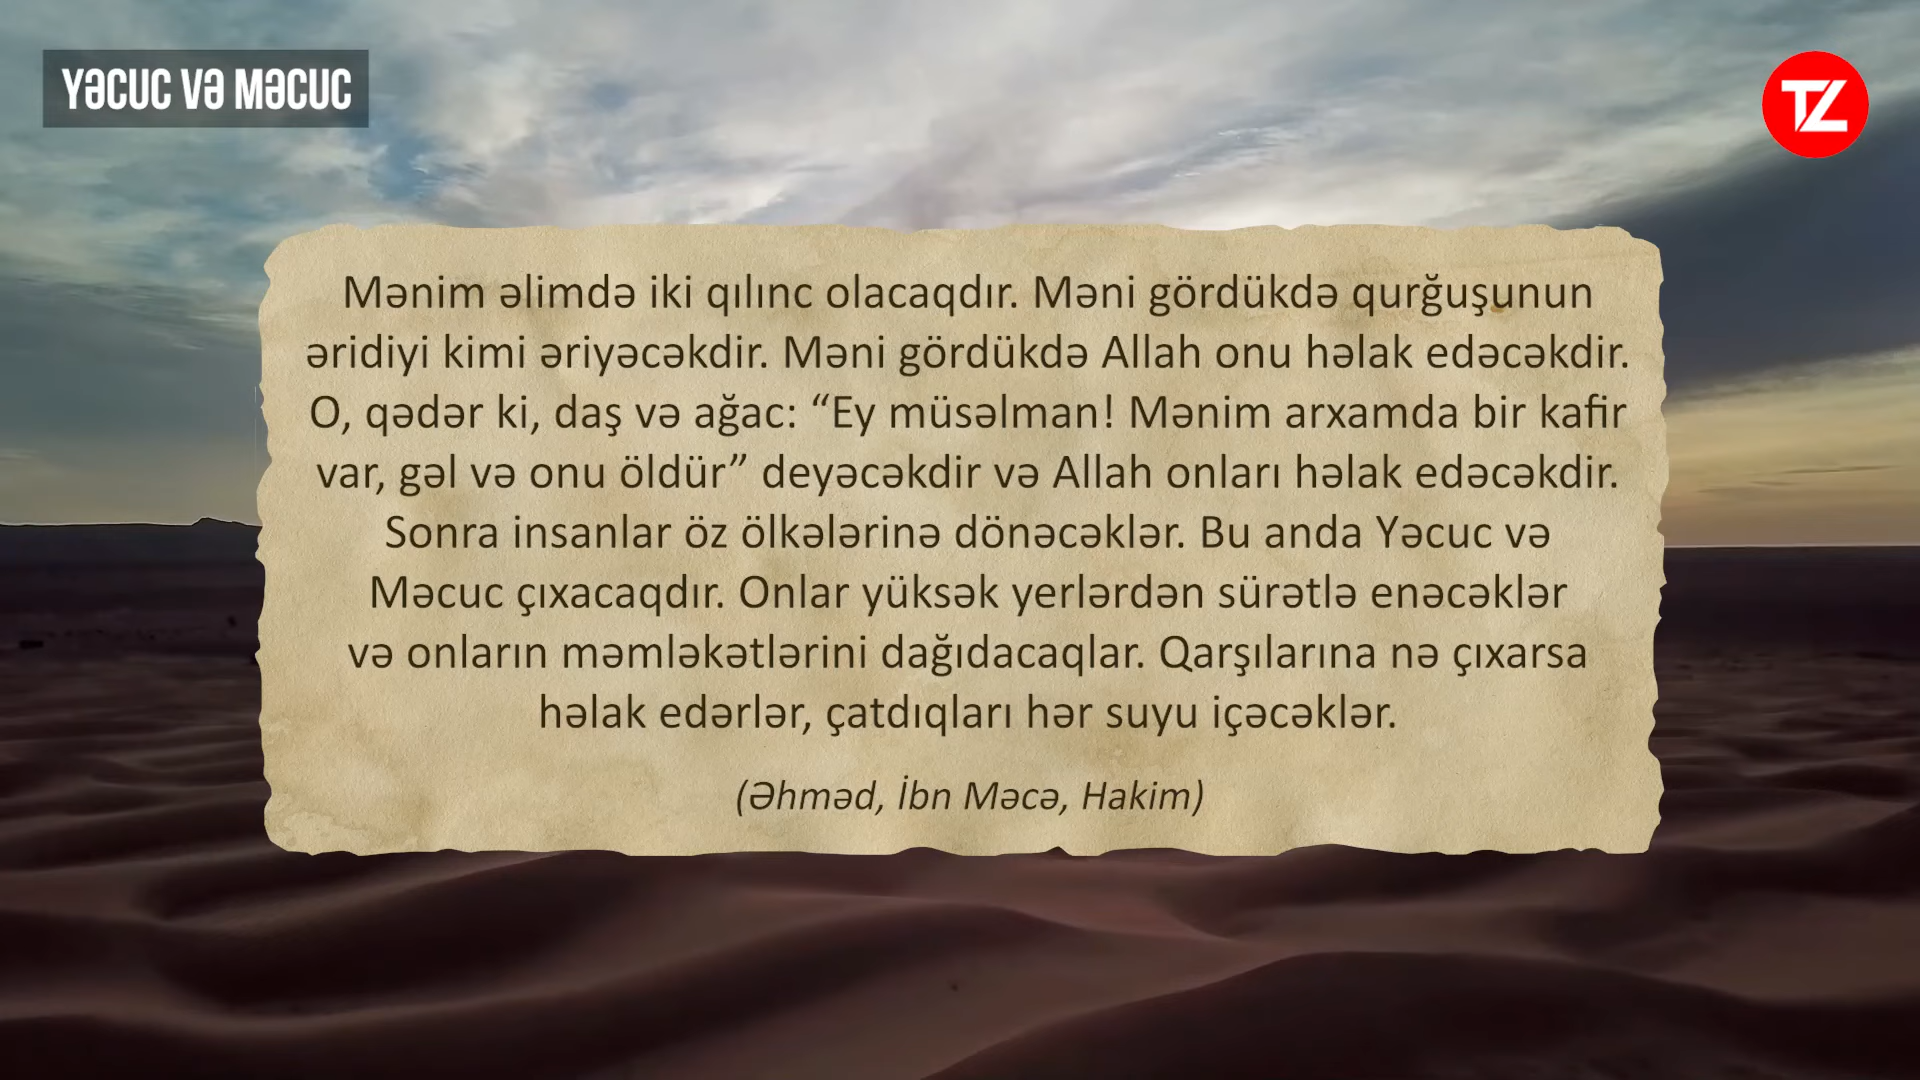 YƏCUC VƏ MƏCUC
TZ
Mənim əlimdə iki qılınc olacaqdır. Məni gördükdə qurğuşunun
əridiyi kimi əriyəcəkdir. Məni gördükdə Allah onu həlak edəcəkdir.
O, qədər ki, daş və ağac: “Ey müsəlman! Mənim arxamda bir kafir
var, gəl və onu öldür” deyəcəkdir və Allah onları həlak edəcəkdir.
Sonra insanlar öz ölkələrinə dönəcəklər. Bu anda Yəcuc və
Məcuc çıxacaqdır. Onlar yüksək yerlərdən sürətlə enəcəklər
və onların məmləkətlərini dağıdacaqlar. Qarşılarına nə çıxarsa
həlak edərlər, çatdıqları hər suyu içəcəklər.
(Əhməd, İbn Məcə, Hakim)